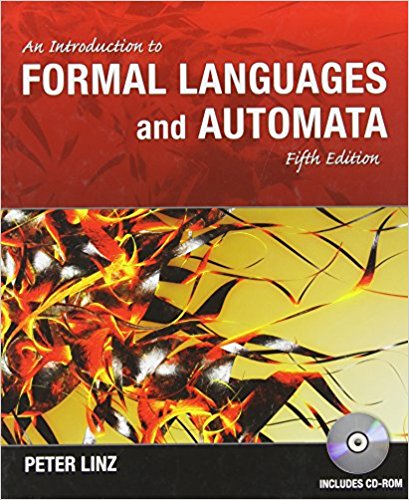 An Introduction to
FORMAL LANGUAGES
and AUTOMATA
Fifth Edition
PETER LINZ
INCLUDES CD-ROM